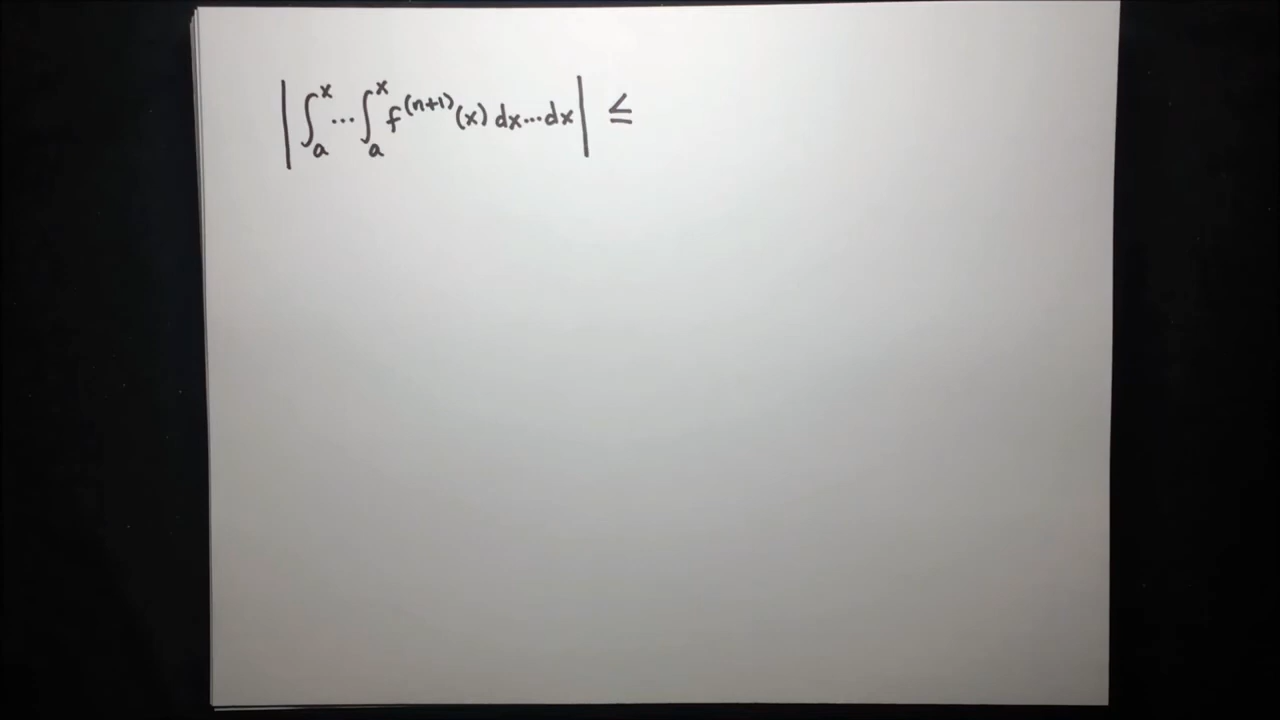 |∫ₐˣ ⋯ ∫ₐˣ f⁽ⁿ⁺¹⁾(x) dx⋯dx| ≤